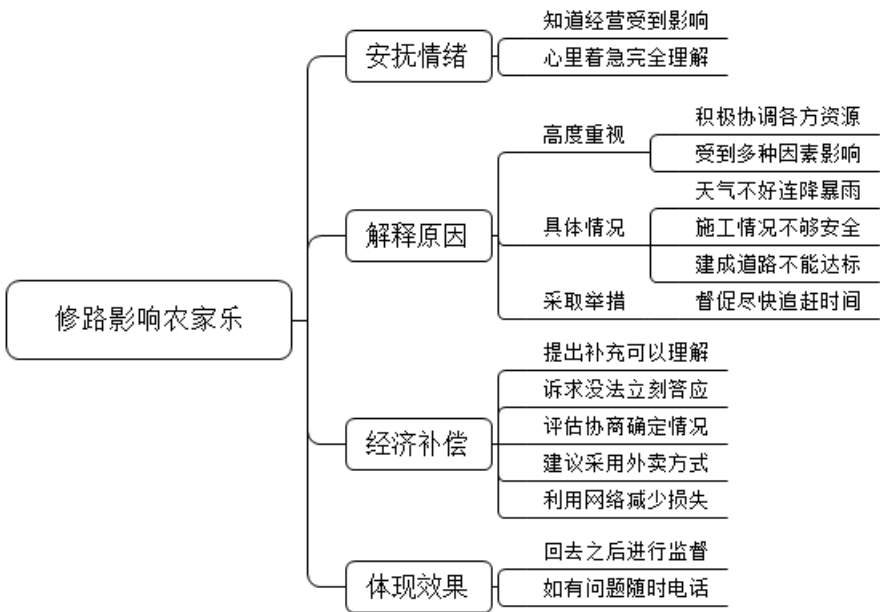 修路影响农家乐
安抚情绪
知道经营受到影响
心里着急完全理解
解释原因
高度重视
积极协调各方资源
受到多种因素影响
具体情况
天气不好连降暴雨
施工情况不够安全
建成道路不能达标
采取举措
督促尽快追赶时间
经济补偿
提出补充可以理解
诉求没法立刻答应
评估协商确定情况
建议采用外卖方式
利用网络减少损失
体现效果
回去之后进行监督
如有问题随时电话